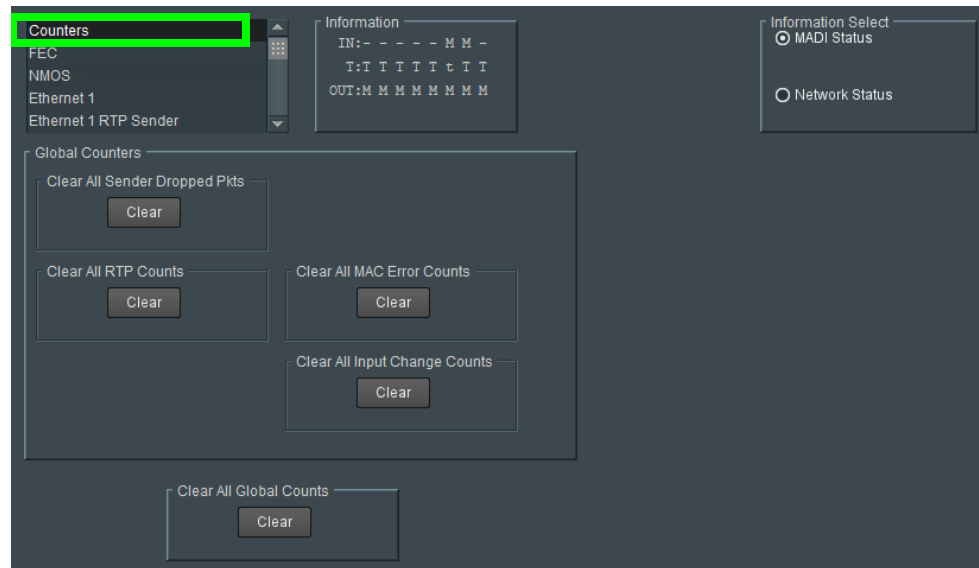 Counters
FEC
NMOS
Ethernet 1
Ethernet 1 RTP Sender
Information
IN:- - - - - M M -
T:T T T T T t T T
OUT:M M M M M M M M
Information Select
MADI Status
Network Status
Global Counters
Clear All Sender Dropped Pkts
Clear
Clear All RTP Counts
Clear
Clear All MAC Error Counts
Clear
Clear All Input Change Counts
Clear
Clear All Global Counts
Clear